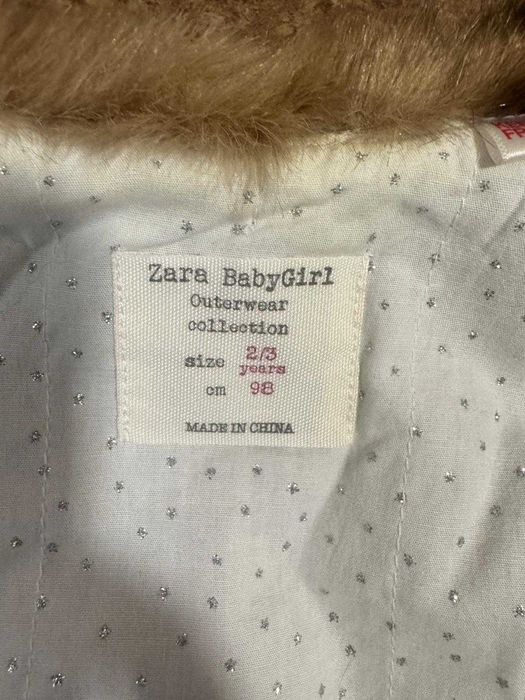 Zara BabyGirl
Outerwear
collection
size 2/3 years
cm 98
MADE IN CHINA